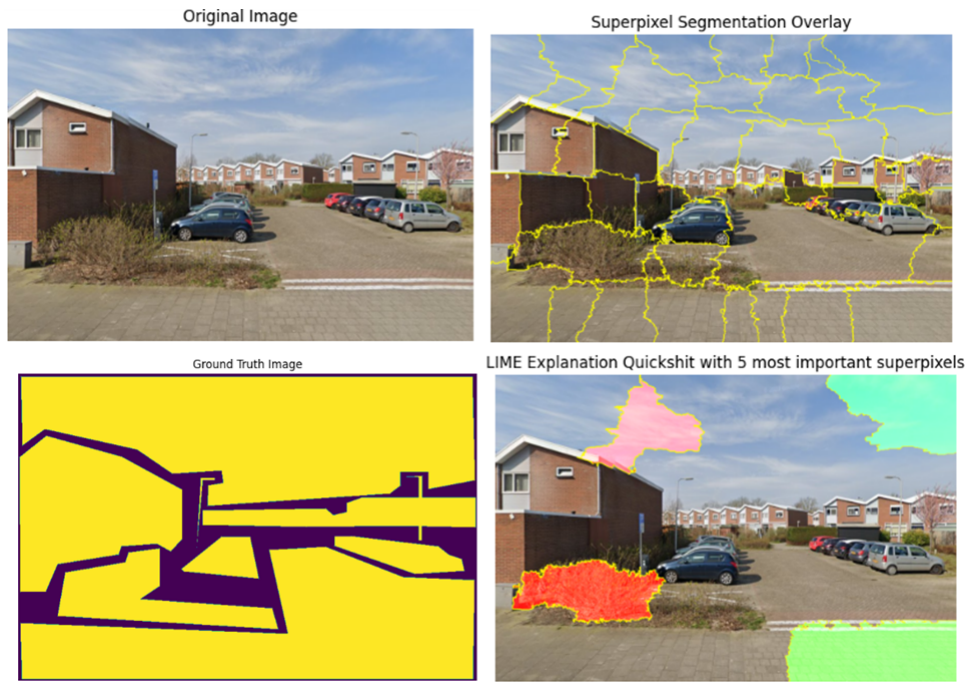 Original Image
Superpixel Segmentation Overlay
Ground Truth Image
LIME Explanation Quickshit with 5 most important superpixels